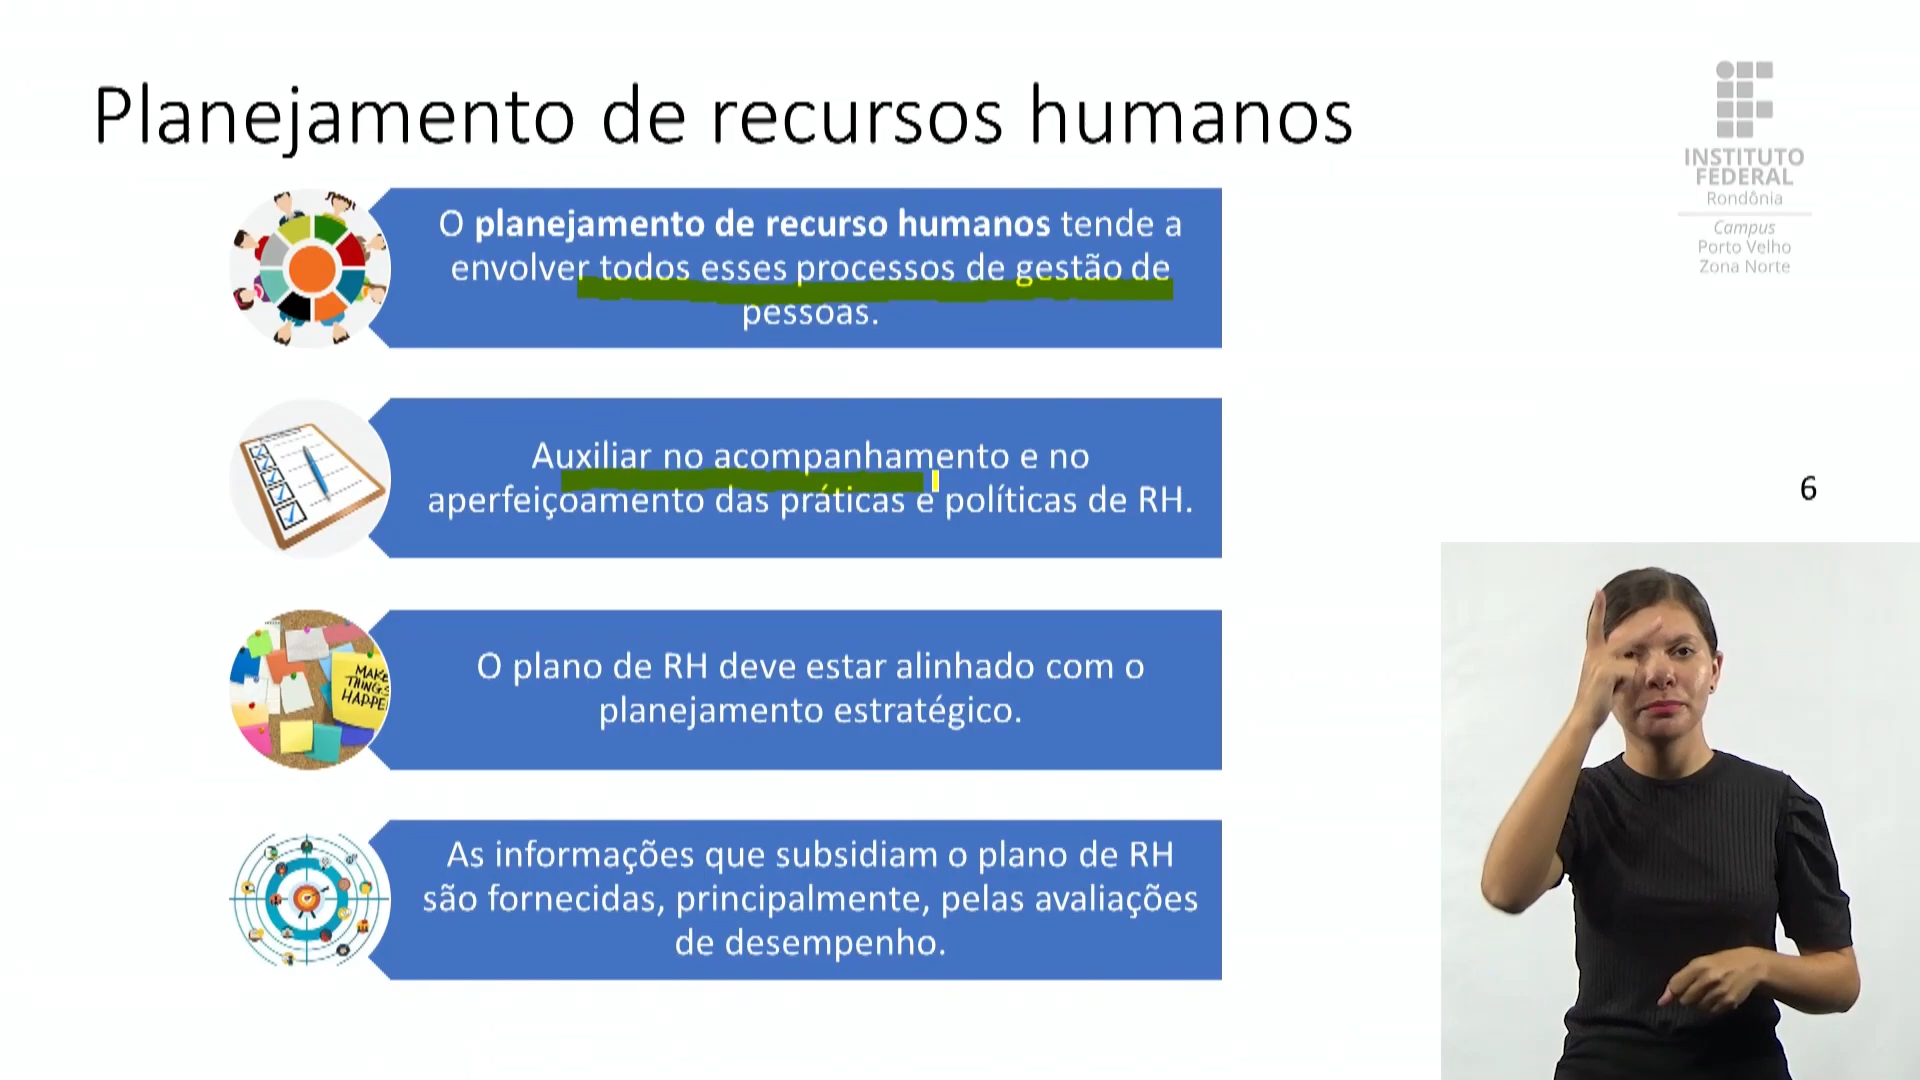 Planejamento de recursos humanos
INSTITUTO
FEDERAL
Rondônia
Campus
Porto Velho
Zona Norte
O planejamento de recurso humanos tende a
envolver todos esses processos de gestão de
pessoas.
Auxiliar no acompanhamento e no
aperfeiçoamento das práticas e políticas de RH.
6
MAKE
THINGS
HAPPE
O plano de RH deve estar alinhado com o
planejamento estratégico.
As informações que subsidiam o plano de RH
são fornecidas, principalmente, pelas avaliações
de desempenho.